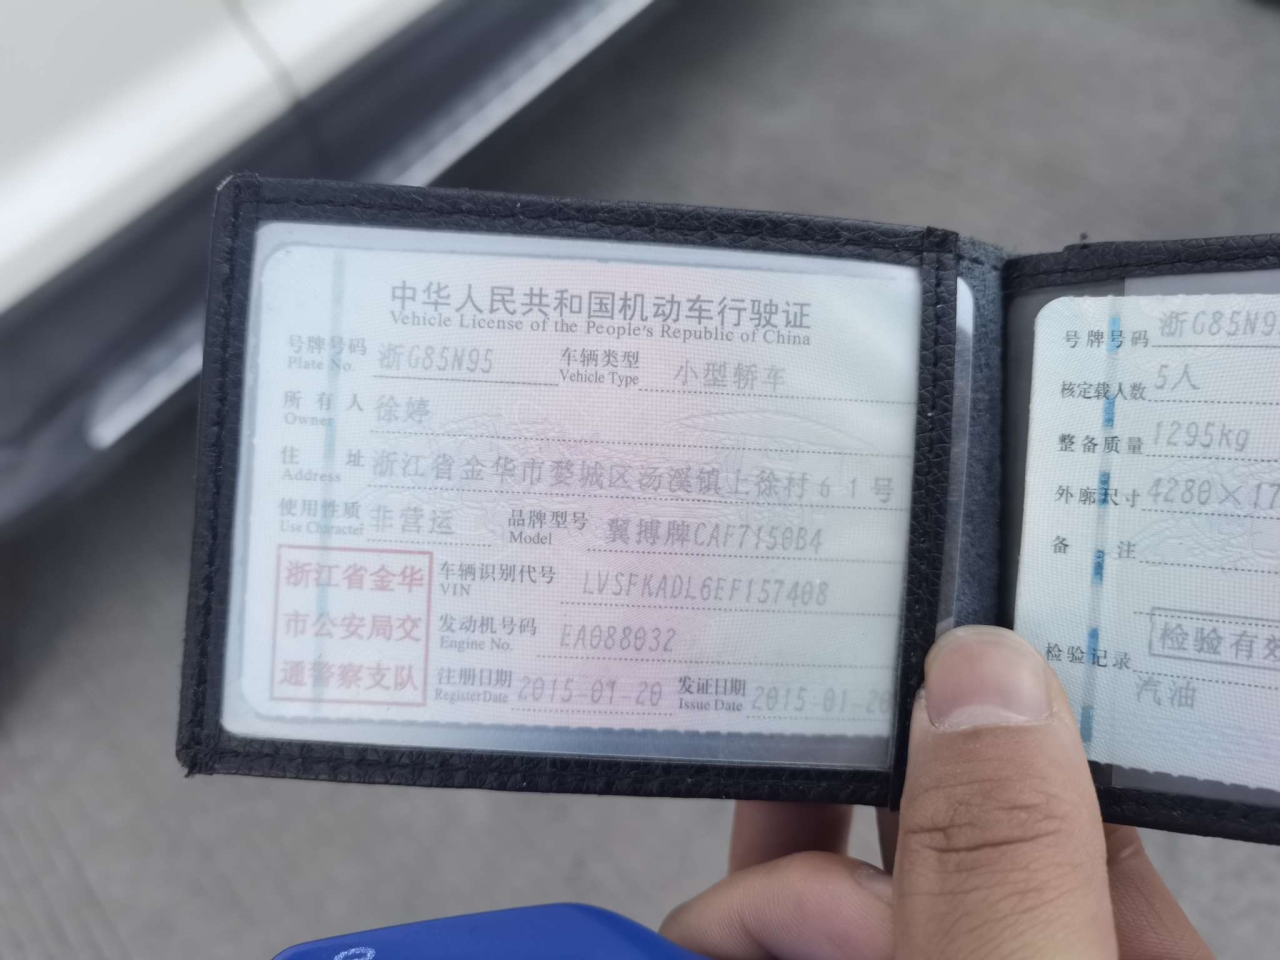 中华人民共和国机动车行驶证
Vehicle License of the People's Republic of China
号牌号码 浙G85N95 车辆类型 小型轿车
Plate No. Vehicle Type
所有人 徐婷
Owner
住址 浙江省金华市婺城区汤溪镇上徐村61号
Address
使用性质 非营运 品牌型号 翼搏牌CAF7150B4
Use Character Model
浙江省金华
市公安局交
通警察支队
车辆识别代号 LVSFKADL6EF157408
VIN
发动机号码 EA088032
Engine No.
注册日期 2015-01-20 发证日期 2015-01-20
Register Date Issue Date
号牌号码 浙G85N9
核定载人数 5人
整备质量 1295kg
外廓尺寸 4280×17
备注
检验有效
检验记录
汽油